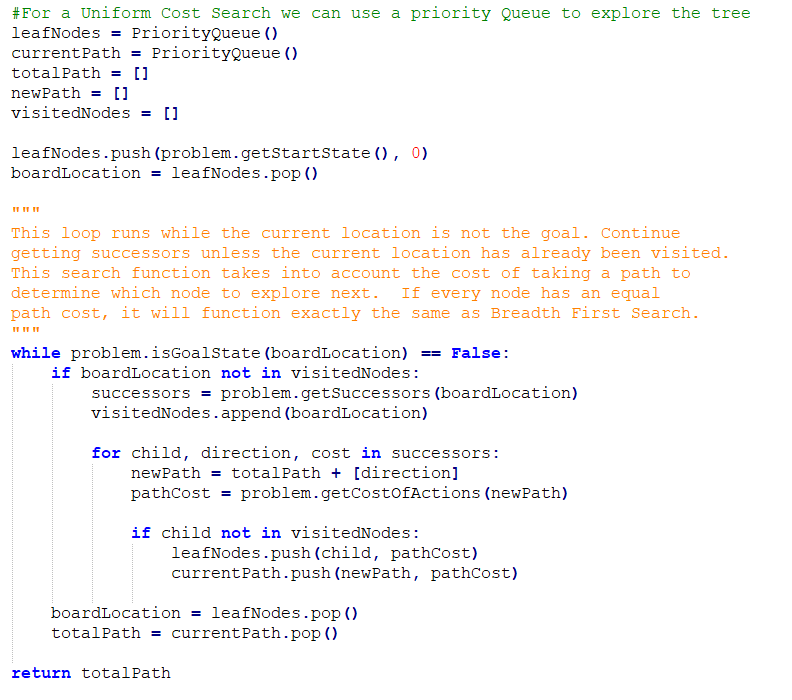 #For a Uniform Cost Search we can use a priority Queue to explore the tree
leafNodes = PriorityQueue()
currentPath = PriorityQueue()
totalPath = []
newPath = []
visitedNodes = []

leafNodes.push(problem.getStartState(), 0)
boardLocation = leafNodes.pop()

"""
This loop runs while the current location is not the goal. Continue
getting successors unless the current location has already been visited.
This search function takes into account the cost of taking a path to
determine which node to explore next.  If every node has an equal
path cost, it will function exactly the same as Breadth First Search.
"""
while problem.isGoalState(boardLocation) == False:
    if boardLocation not in visitedNodes:
        successors = problem.getSuccessors(boardLocation)
        visitedNodes.append(boardLocation)

        for child, direction, cost in successors:
            newPath = totalPath + [direction]
            pathCost = problem.getCostOfActions(newPath)

            if child not in visitedNodes:
                leafNodes.push(child, pathCost)
                currentPath.push(newPath, pathCost)

    boardLocation = leafNodes.pop()
    totalPath = currentPath.pop()

return totalPath